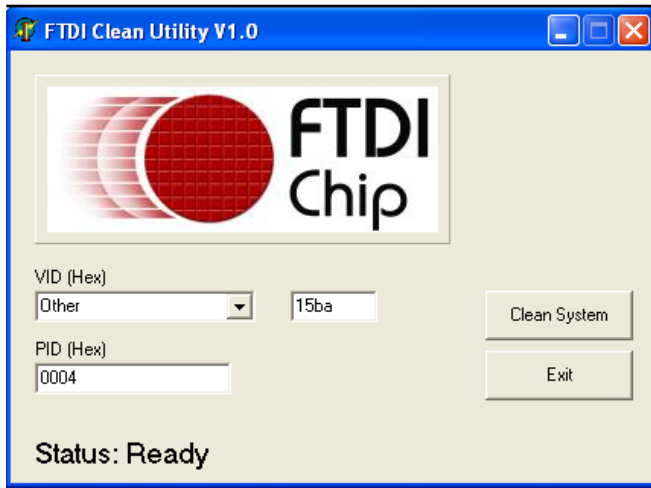 FTDI Clean Utility V1.0
FTDI
Chip
VID (Hex)
Other
15ba
Clean System
PID (Hex)
0004
Exit
Status: Ready